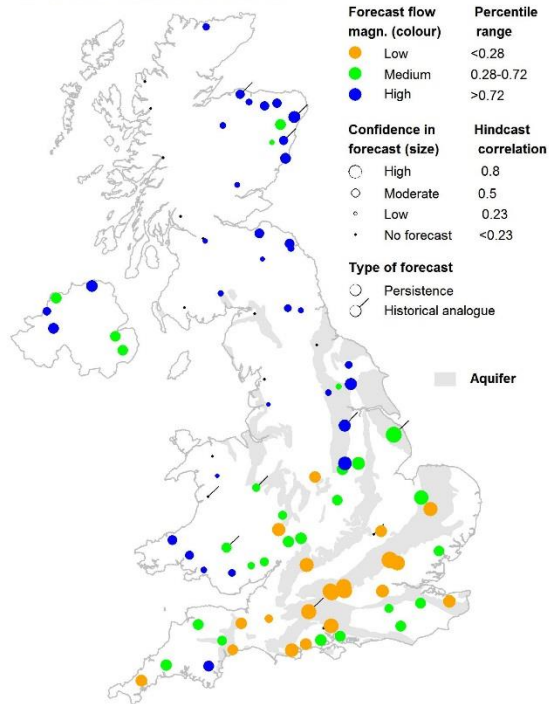 Forecast flow Percentile
magn. (colour) range
Low <0.28
Medium 0.28-0.72
High >0.72
Confidence in Hindcast
forecast (size) correlation
High 0.8
Moderate 0.5
Low 0.23
No forecast <0.23
Type of forecast
Persistence
Historical analogue
Aquifer